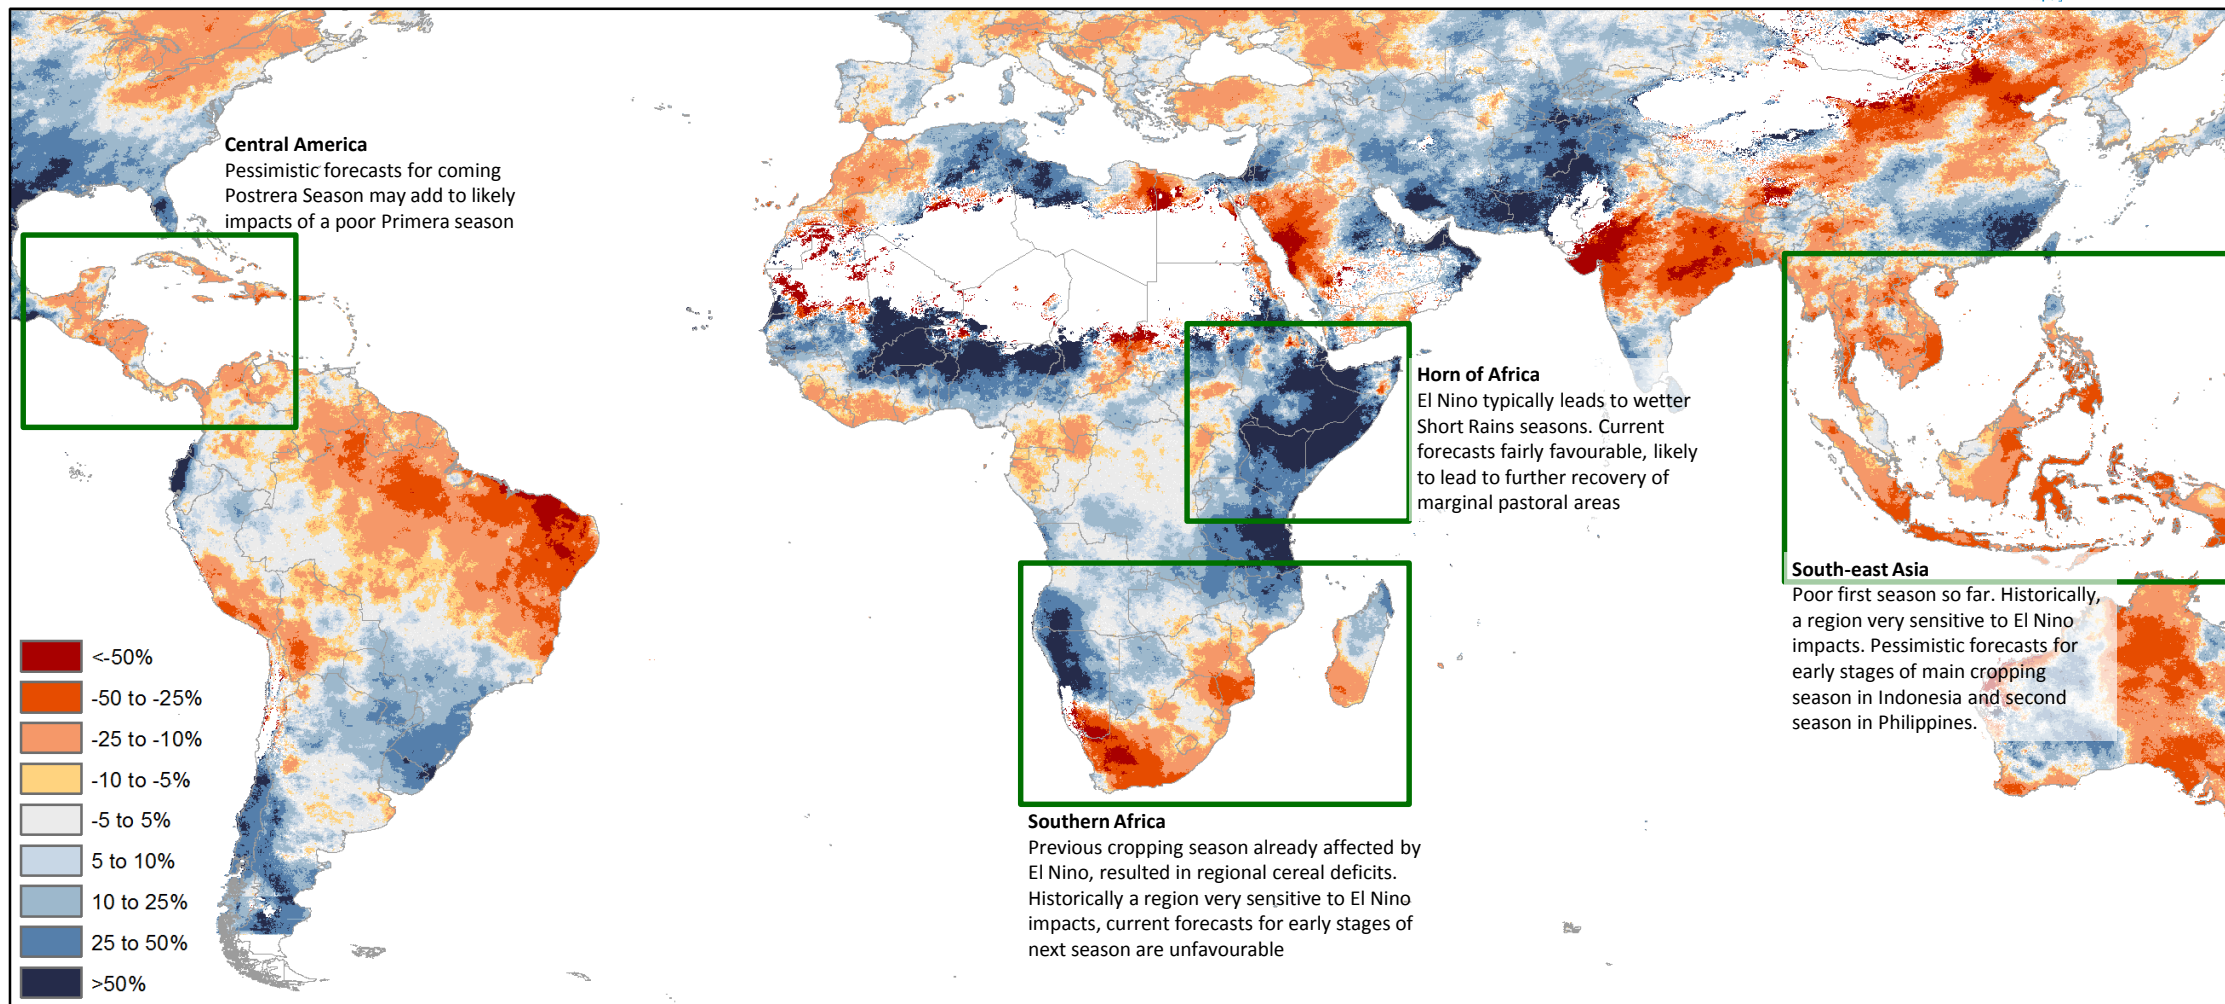 Central America
Pessimistic forecasts for coming
Postrera Season may add to likely
impacts of a poor Primera season
Horn of Africa
El Nino typically leads to wetter
Short Rains seasons. Current
forecasts fairly favourable, likely
to lead to further recovery of
marginal pastoral areas
South-east Asia
Poor first season so far. Historically,
a region very sensitive to El Nino
impacts. Pessimistic forecasts for
early stages of main cropping
season in Indonesia and second
season in Philippines.
<-50%
-50 to -25%
-25 to -10%
-10 to -5%
-5 to 5%
5 to 10%
10 to 25%
25 to 50%
>50%
Southern Africa
Previous cropping season already affected by
El Nino, resulted in regional cereal deficits.
Historically a region very sensitive to El Nino
impacts, current forecasts for early stages of
next season are unfavourable